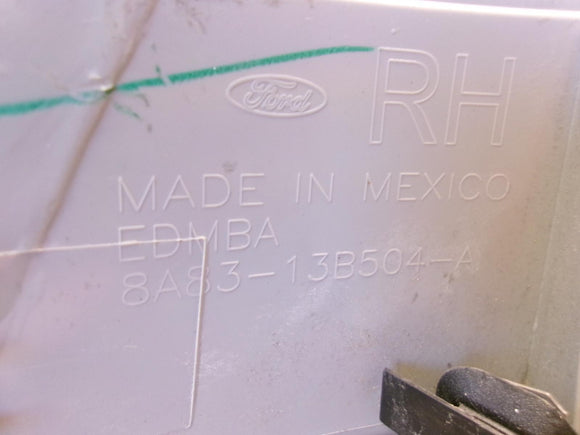 Ford RH
MADE IN MEXICO
EDMBA
8A83-13B504-A